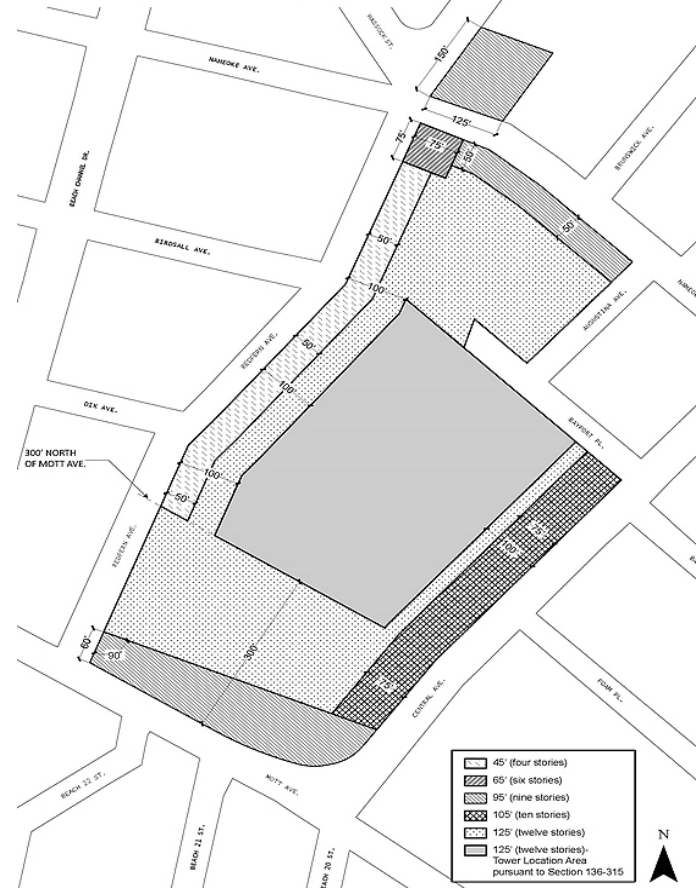 HASSOCK ST.
150'
NAMEOKE AVE.
125'
75'
75'
50'
BRUNSWICK AVE.
BEACH CHANNEL DR.
50'
50'
BIRDSALL AVE.
100'
AUGUSTINA AVE.
REDFERN AVE.
50'
100'
DIX AVE.
BAYPORT PL.
300' NORTH
OF MOTT AVE.
100'
50'
75'
100'
REDFERN AVE.
60'
90'
300'
75'
CENTRAL AVE.
FOAM PL.
BEACH 22 ST.
MOTT AVE.
BEACH 21 ST.
BEACH 20 ST.
45' (four stories)
65' (six stories)
95' (nine stories)
105' (ten stories)
125' (twelve stories)
125' (twelve stories)-
Tower Location Area
pursuant to Section 136-315
N